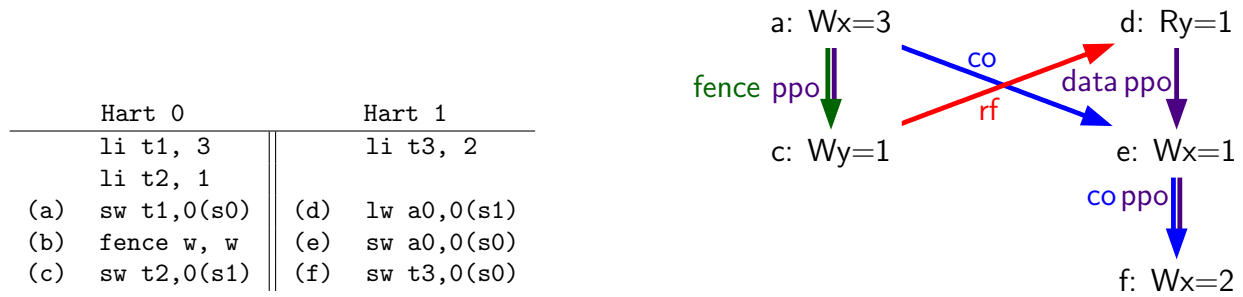 Hart 0 Hart 1
li t1, 3 li t3, 2
li t2, 1
(a) sw t1,0(s0) (d) lw a0,0(s1)
(b) fence w, w (e) sw a0,0(s0)
(c) sw t2,0(s1) (f) sw t3,0(s0)
a: Wx=3 d: Ry=1
co
fence ppo data ppo
rf
c: Wy=1 e: Wx=1
co ppo
f: Wx=2